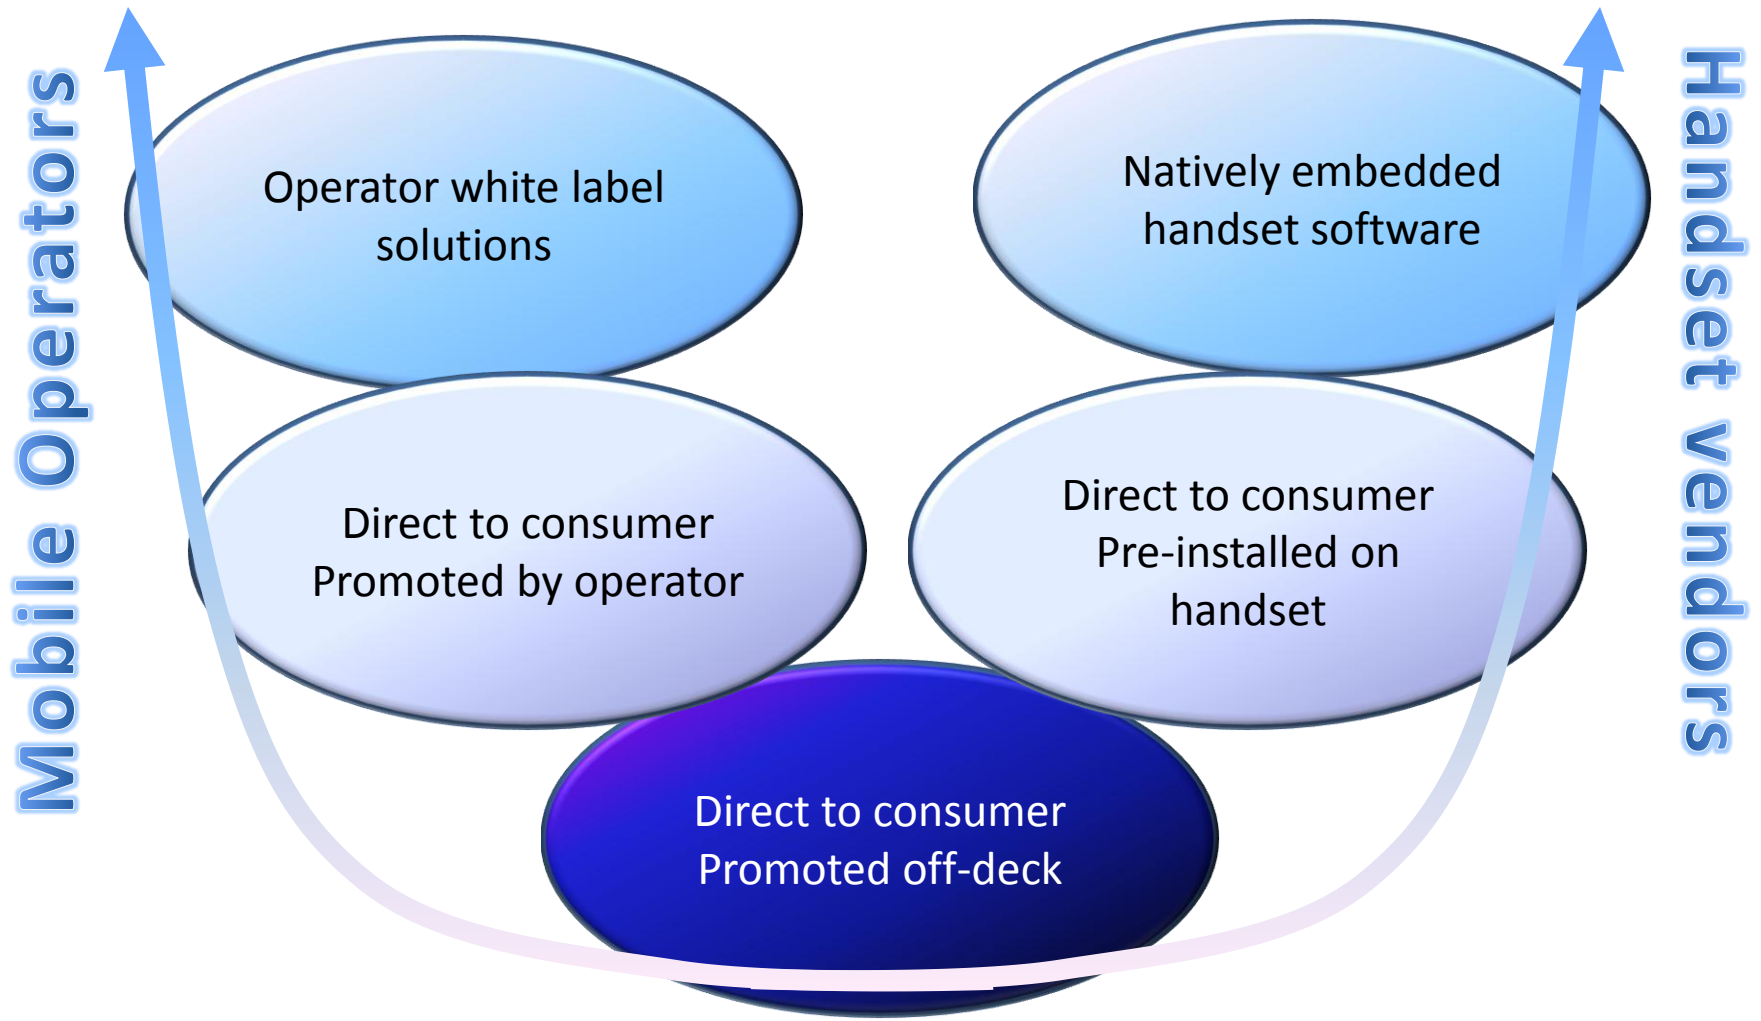 Mobile Operators
Operator white label
solutions
Natively embedded
handset software
Handset vendors
Direct to consumer
Promoted by operator
Direct to consumer
Pre-installed on
handset
Direct to consumer
Promoted off-deck